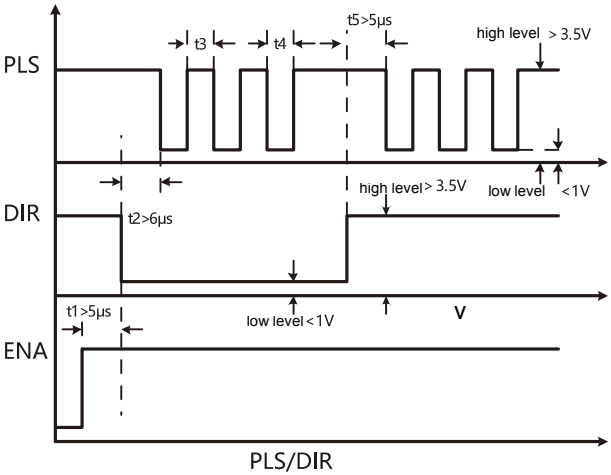 t5>5μs
high level > 3.5V
t3
t4
PLS
low level <1V
high level > 3.5V
DIR
t2>6μs
low level<1V
V
t1>5μs
ENA
PLS/DIR